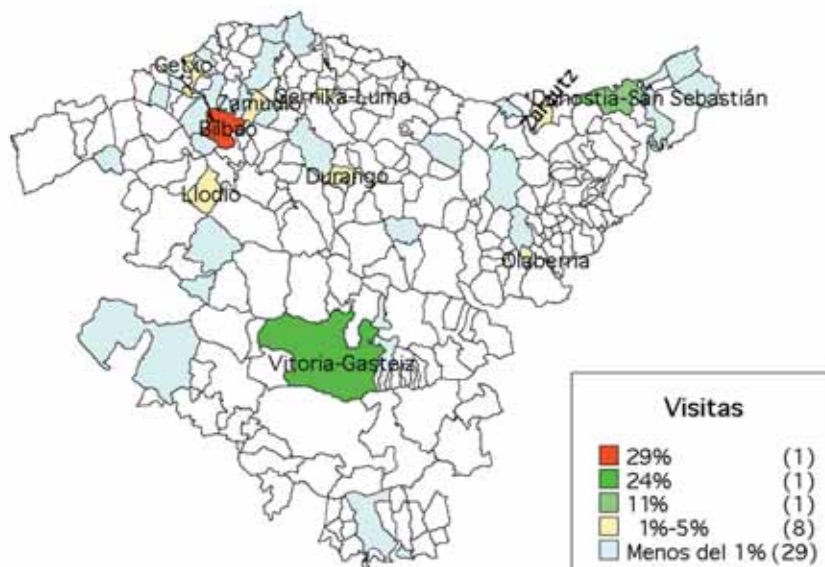 Getxo
Zamudio
Gernika-Lumo
Bilbao
Zarautz
Donostia-San Sebastián
Durango
Llodio
Olaberria
Vitoria-Gasteiz
Visitas
29% (1)
24% (1)
11% (1)
1%-5% (8)
Menos del 1% (29)